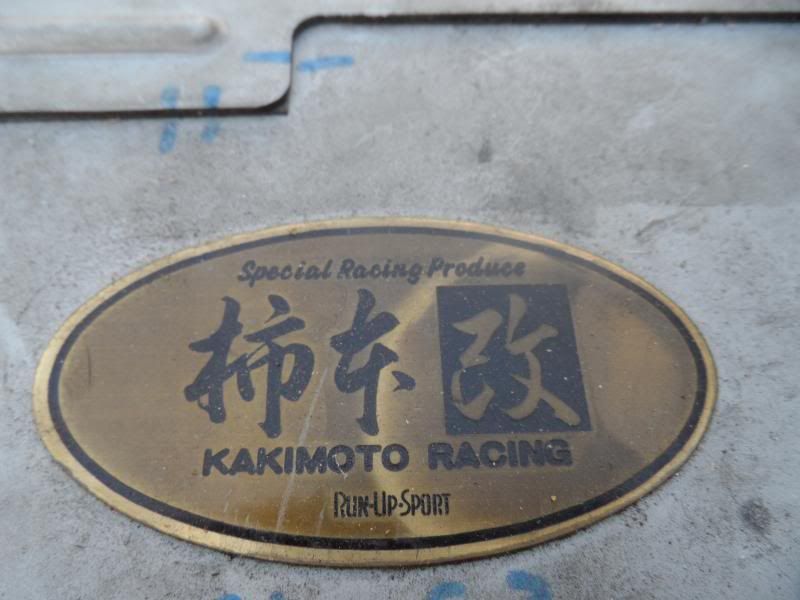 Special Racing Produce
柿本改
KAKIMOTO RACING
RUN-UP-SPORT